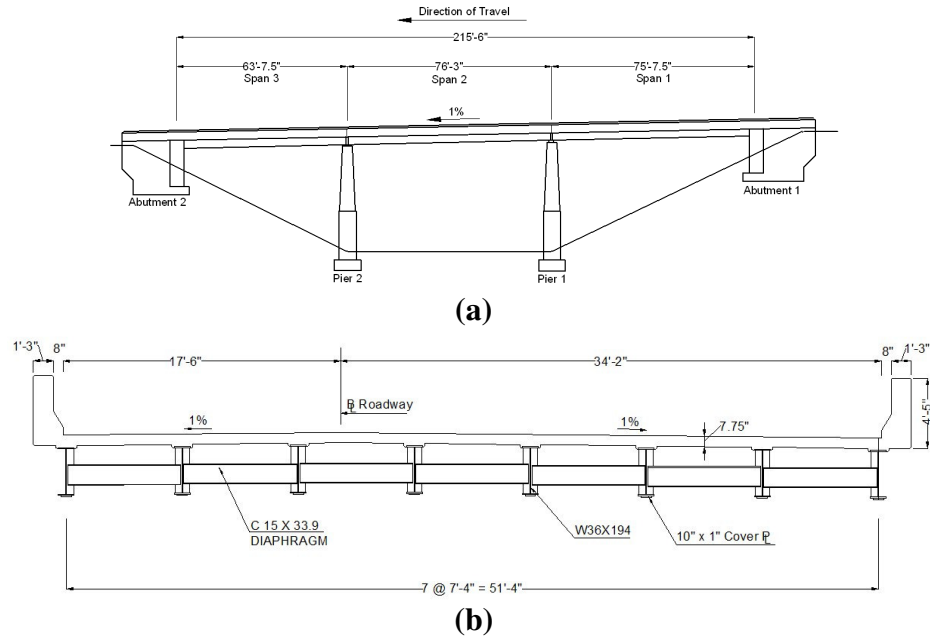 Direction of Travel
215'-6"
63'-7.5"
Span 3
76'-3"
Span 2
75'-7.5"
Span 1
1%
Abutment 2
Abutment 1
Pier 2
Pier 1
(a)
1'-3"
8"
17'-6"
34'-2"
8"
1'-3"
BL Roadway
1%
1%
7.75"
4'-5"
C 15 X 33.9
DIAPHRAGM
W36X194
10" x 1" Cover PL
7 @ 7'-4" = 51'-4"
(b)